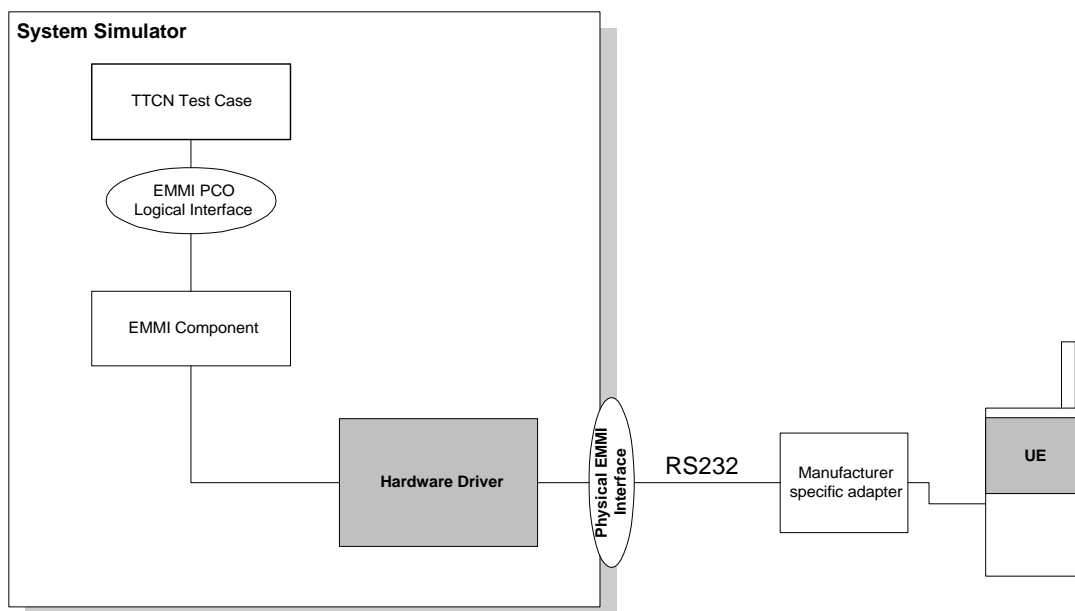 System Simulator
TTCN Test Case
EMMI PCO
Logical Interface
EMMI Component
Hardware Driver
Physical EMMI
Interface
RS232
Manufacturer
specific adapter
UE